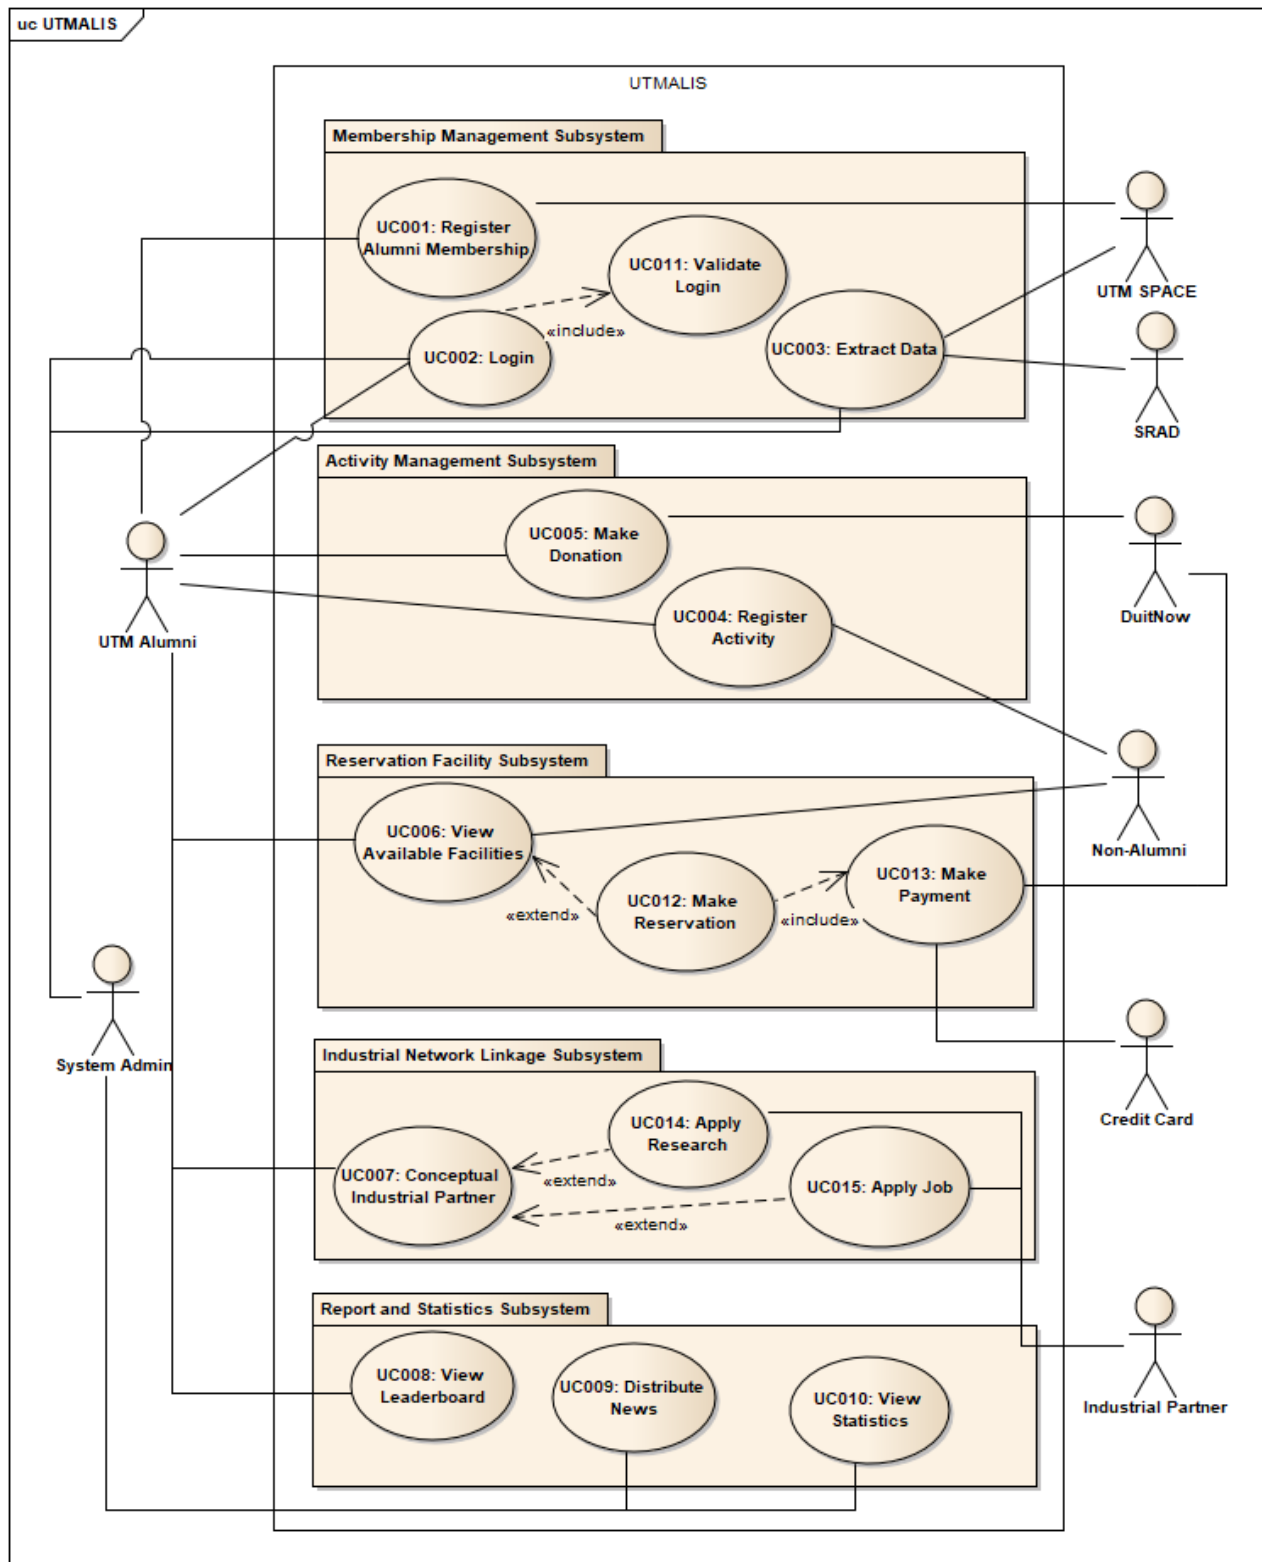 uc UTMALIS
UTMALIS
Membership Management Subsystem
UC001: Register
Alumni Membership
UC011: Validate
Login
«include»
UC002: Login
UC003: Extract Data
UTM SPACE
SRAD
Activity Management Subsystem
UC005: Make
Donation
UC004: Register
Activity
UTM Alumni
DuitNow
Reservation Facility Subsystem
UC006: View
Available Facilities
«extend»
UC012: Make
Reservation
«include»
UC013: Make
Payment
Non-Alumni
System Admin
Credit Card
Industrial Network Linkage Subsystem
UC014: Apply
Research
UC007: Conceptual
Industrial Partner
«extend»
UC015: Apply Job
«extend»
Report and Statistics Subsystem
UC008: View
Leaderboard
UC009: Distribute
News
UC010: View
Statistics
Industrial Partner